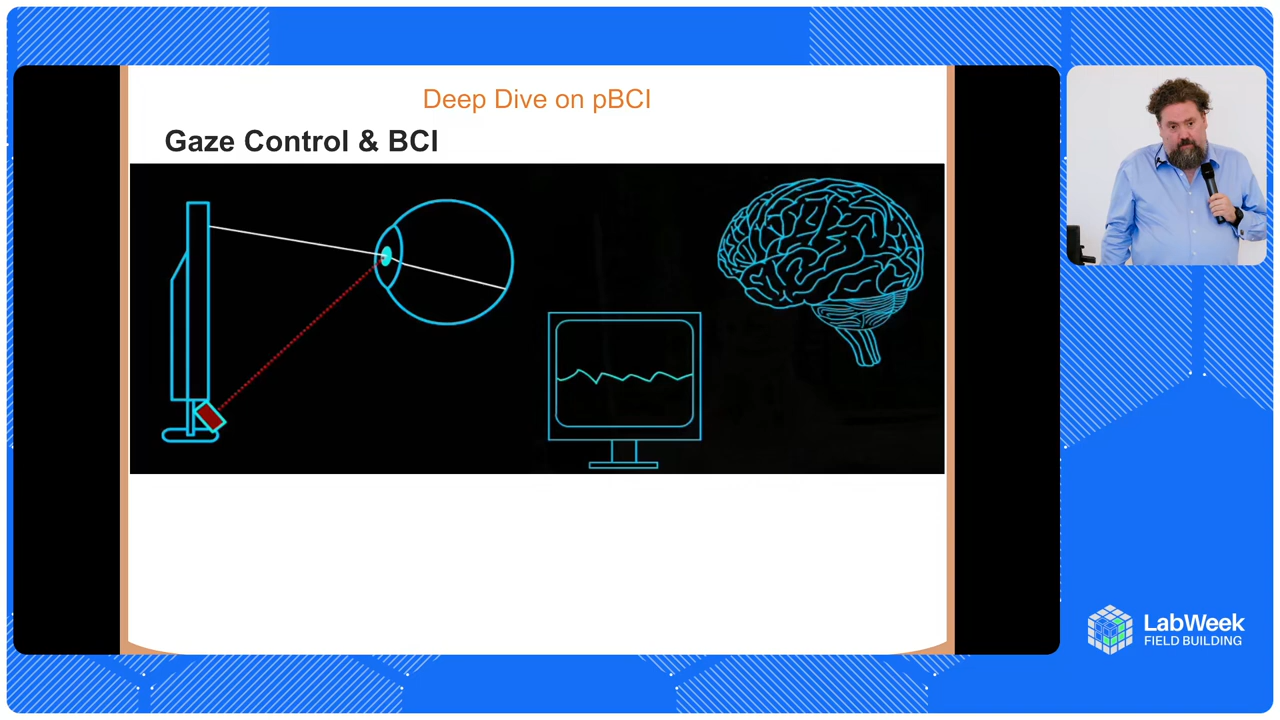 Deep Dive on pBCI
Gaze Control & BCI
LabWeek
FIELD BUILDING